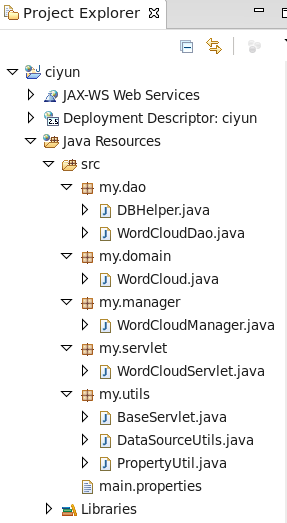 Project Explorer
ciyun
JAX-WS Web Services
Deployment Descriptor: ciyun
Java Resources
src
my.dao
DBHelper.java
WordCloudDao.java
my.domain
WordCloud.java
my.manager
WordCloudManager.java
my.servlet
WordCloudServlet.java
my.utils
BaseServlet.java
DataSourceUtils.java
PropertyUtil.java
main.properties
Libraries